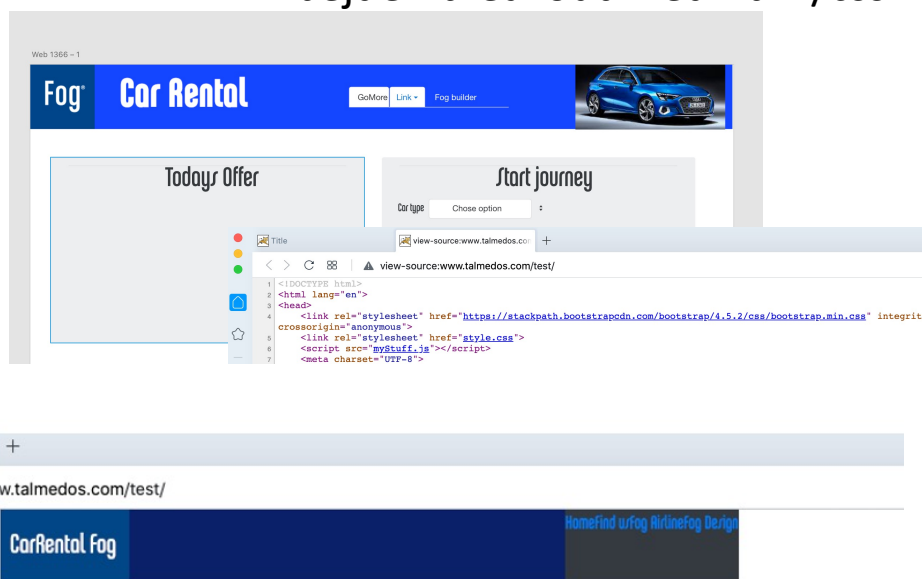 Web 1366 – 1
Fog® Car Rental GoMore Link Fog builder
Todays Offer
Start journey
Car type Chose option
Title view-source:www.talmedos.co
view-source:www.talmedos.com/test/
1 <!DOCTYPE html>
2 <html lang="en">
3 <head>
4 <link rel="stylesheet" href="https://stackpath.bootstrapcdn.com/bootstrap/4.5.2/css/bootstrap.min.css" integrit
crossorigin="anonymous">
5 <link rel="stylesheet" href="style.css">
6 <script src="myStuff.js"></script>
7 <meta charset="UTF-8">
w.talmedos.com/test/
CarRental Fog
HomeFind usFog AirlineFog Design